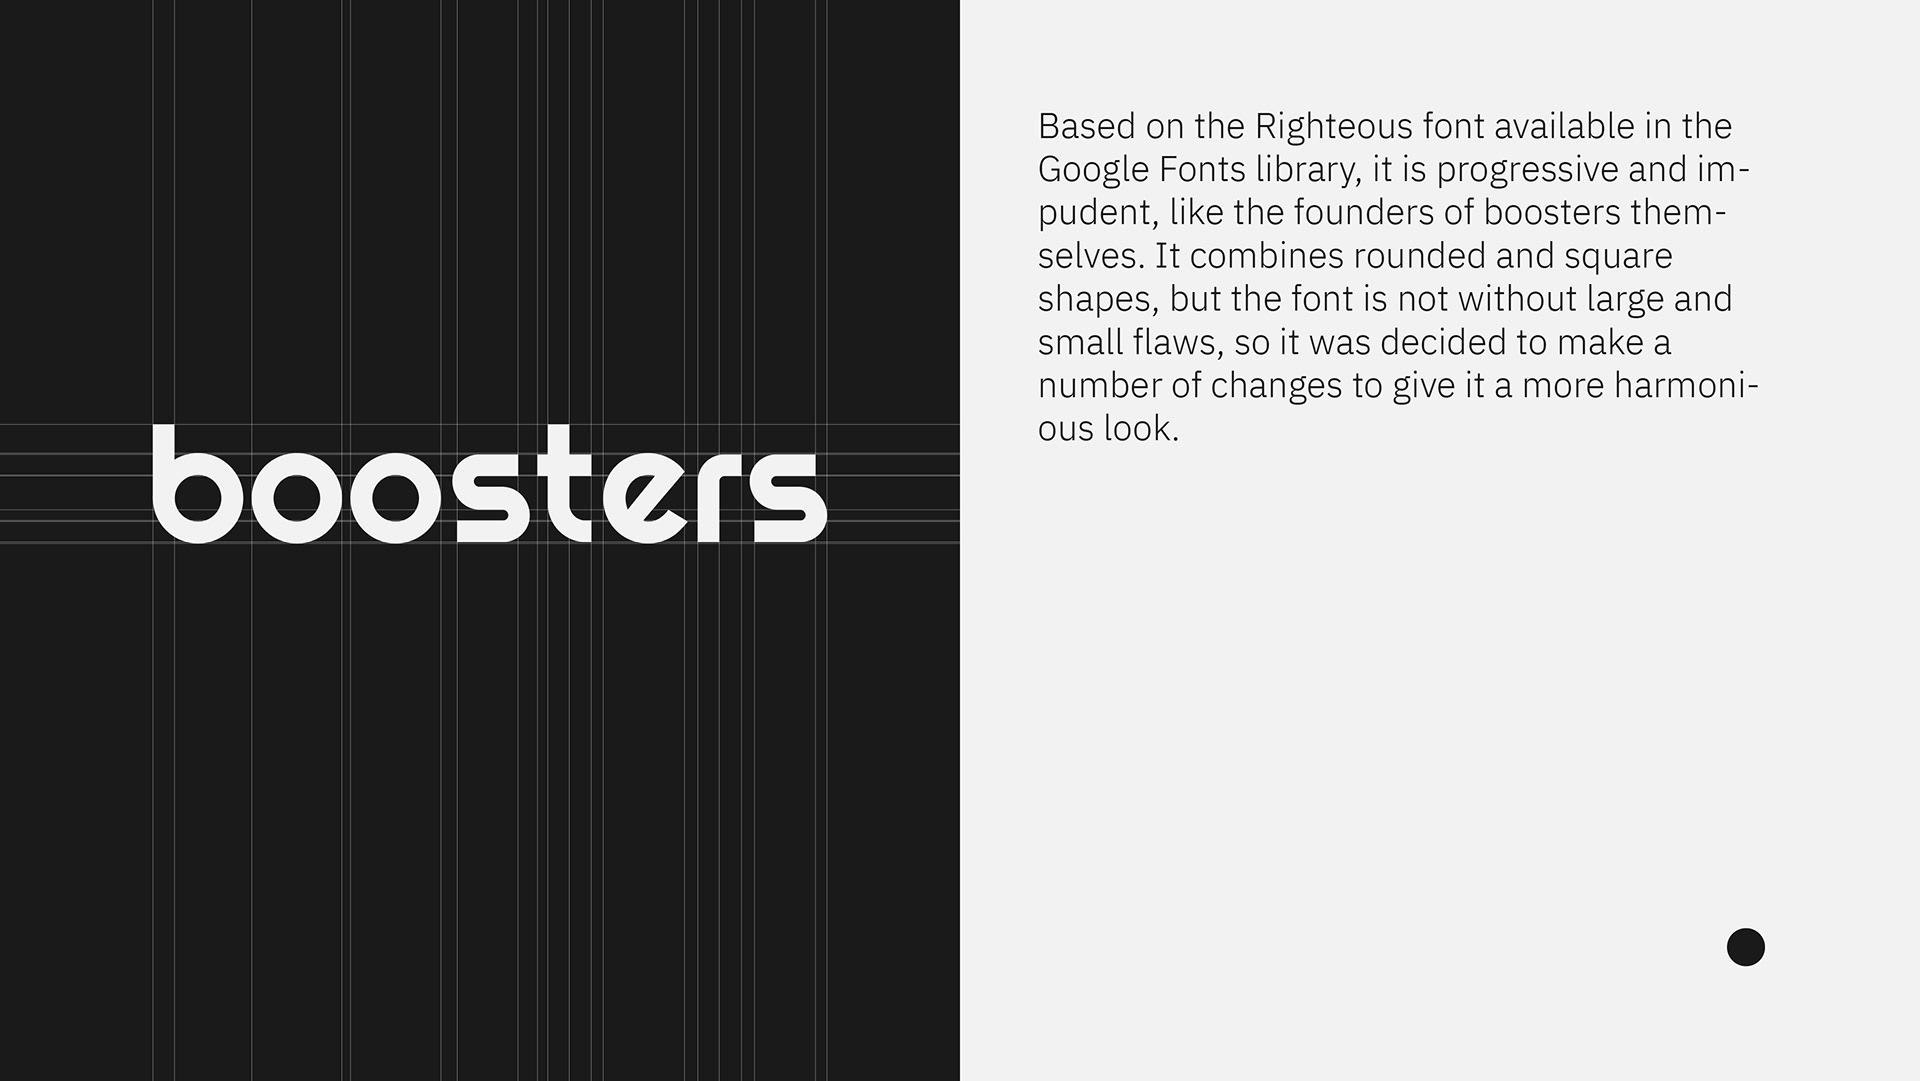 boosters
Based on the Righteous font available in the
Google Fonts library, it is progressive and im-
pudent, like the founders of boosters them-
selves. It combines rounded and square
shapes, but the font is not without large and
small flaws, so it was decided to make a
number of changes to give it a more harmoni-
ous look.